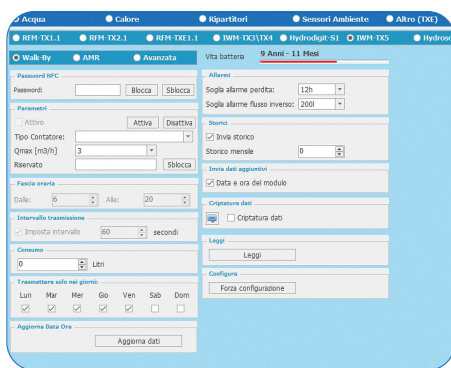 Acqua Calore Ripartitori Sensori Ambiente Altro (TXE)
RFM-TX1.1 RFM-TX2.1 RFM-TXE1.1 IWM-TX3\TX4 Hydrodigit-S1 IWM-TX5
Walk-By AMR Avanzata
Vita batteria 9 Anni - 11 Mesi
Password NFC
Password: Blocca Sblocca
Parametri
Attivo Attiva Disattiva
Tipo Contatore:
Qmax [m3/h] 3
Riservato Sblocca
Fascia oraria
Dalle: 6 Alle: 20
Intervallo trasmissione
Imposta intervallo 60 secondi
Consumo
0 Litri
Trasmettere solo nei giorni:
Lun Mar Mer Gio Ven Sab Dom
Aggiorna Data Ora
Aggiorna dati
Allarmi
Soglia allarme perdita: 12h
Soglia allarme flusso inverso: 200l
Storici
Invia storico
Storico mensile 0
Invia dati aggiuntivi
Data e ora del modulo
Criptatura dati
Criptatura dati
Leggi
Leggi
Configura
Forza configurazione